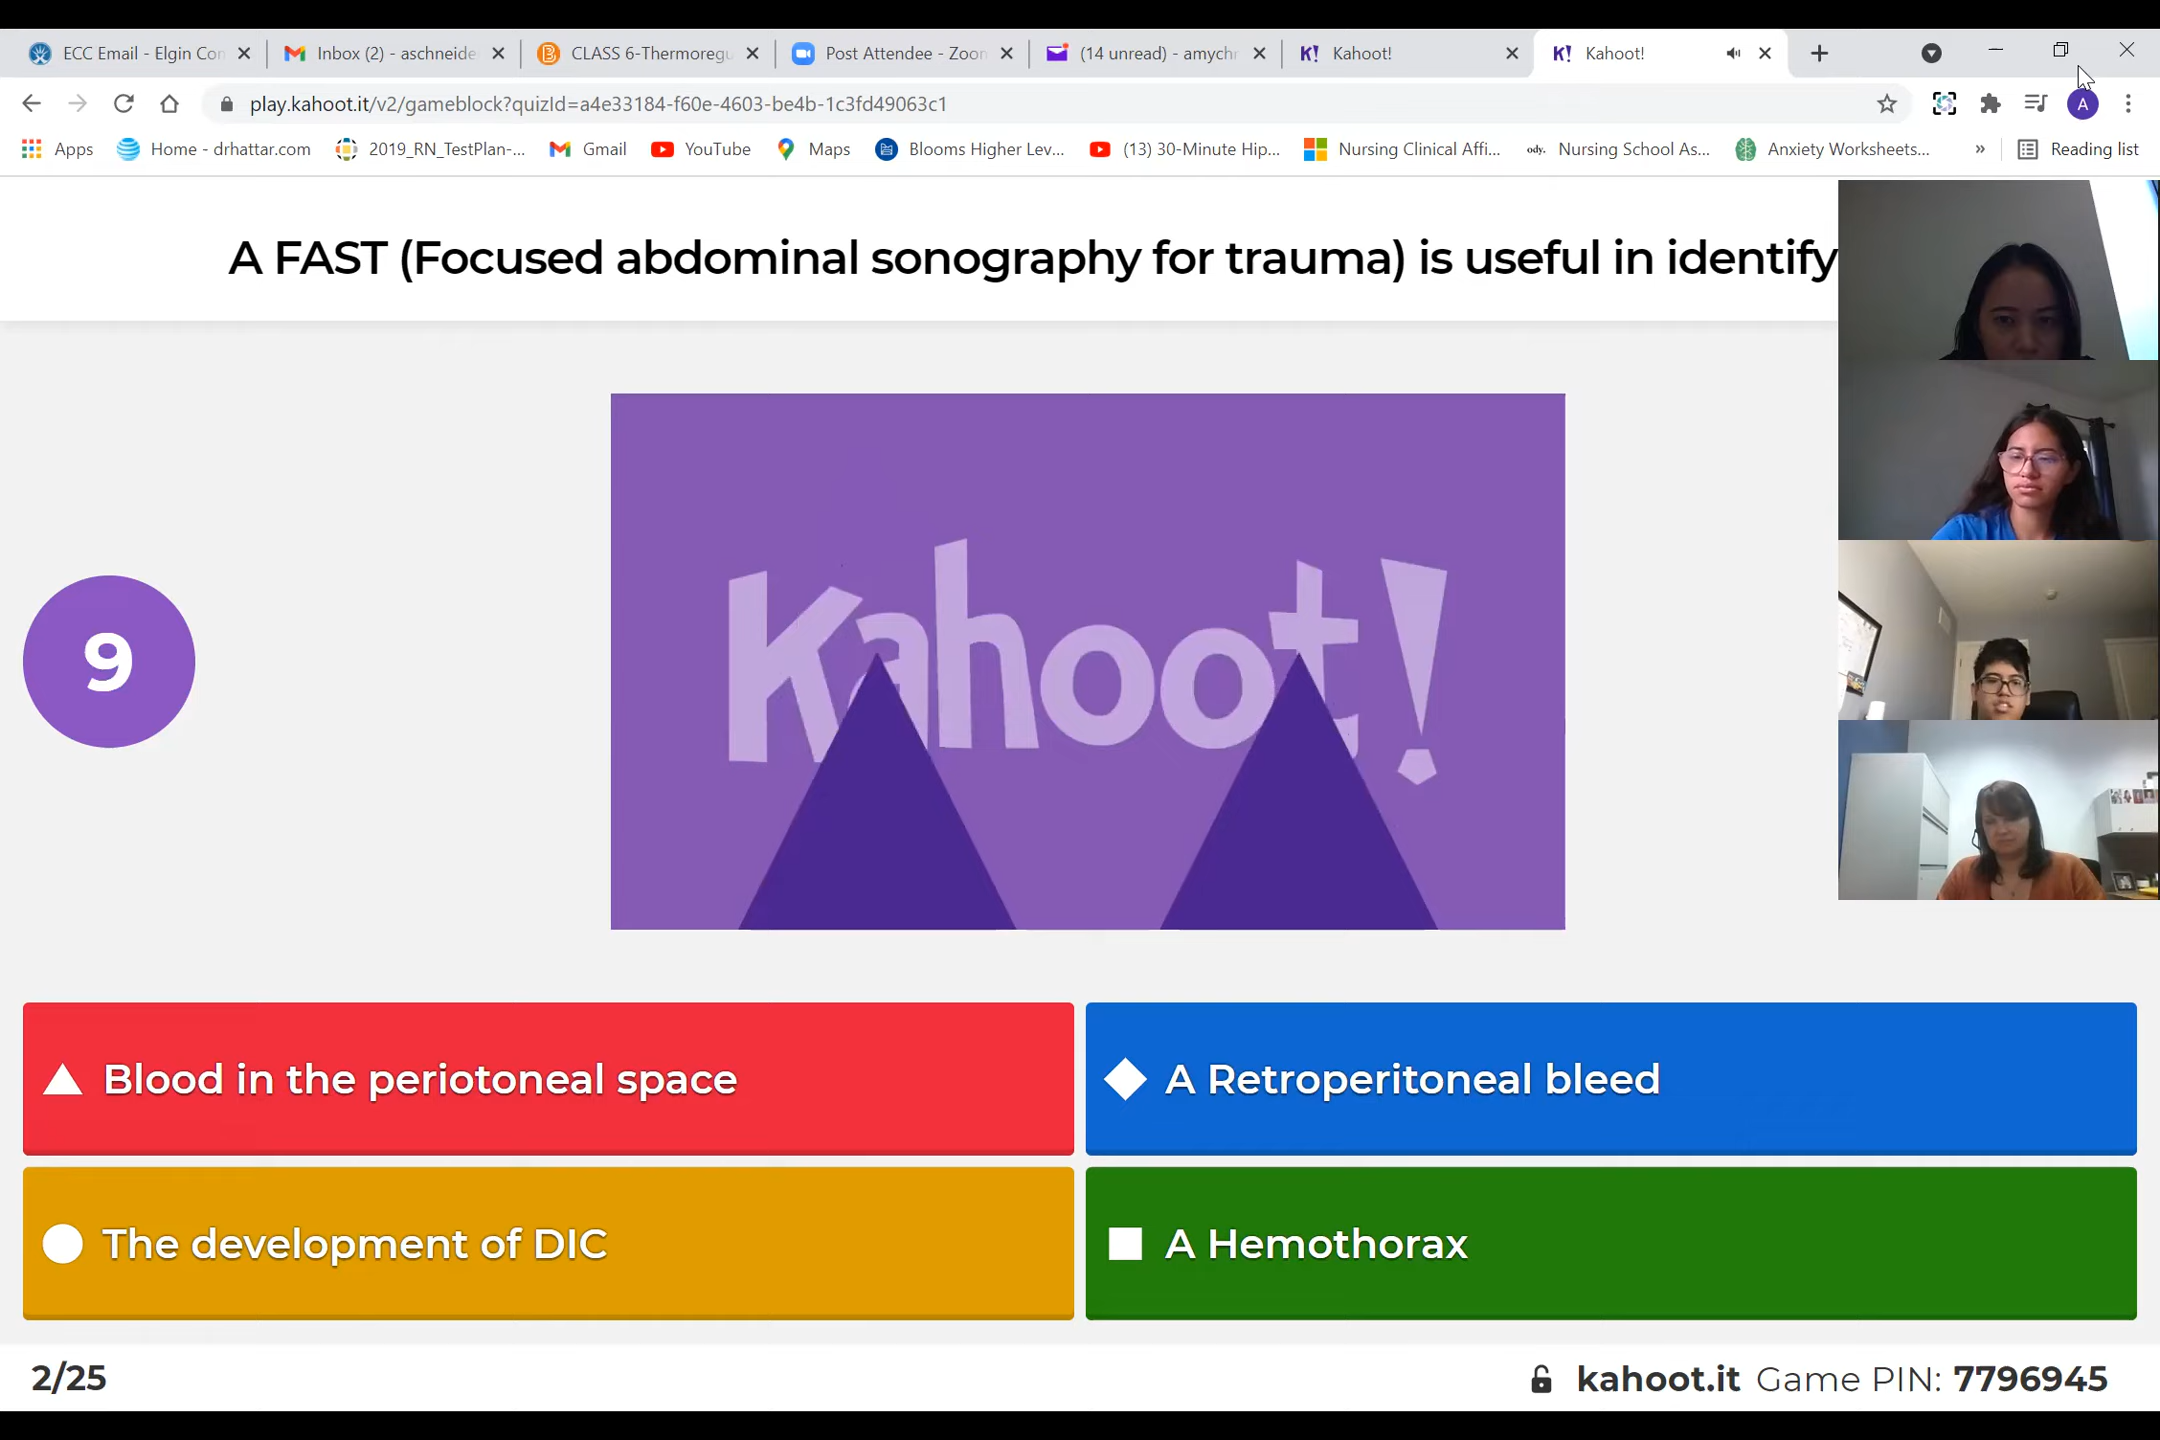 ECC Email - Elgin Con
Inbox (2) - aschneide
CLASS 6-Thermoregu
Post Attendee - Zoom
(14 unread) - amychr
Kahoot!
Kahoot!
play.kahoot.it/v2/gameblock?quizId=a4e33184-f60e-4603-be4b-1c3fd49063c1
A
Apps
Home - drhattar.com
2019_RN_TestPlan-...
Gmail
YouTube
Maps
Blooms Higher Lev...
(13) 30-Minute Hip...
Nursing Clinical Affi...
ody.
Nursing School As...
Anxiety Worksheets...
»
Reading list
A FAST (Focused abdominal sonography for trauma) is useful in identify
9
Kahoot!
Blood in the periotoneal space
A Retroperitoneal bleed
The development of DIC
A Hemothorax
2/25
kahoot.it Game PIN: 7796945